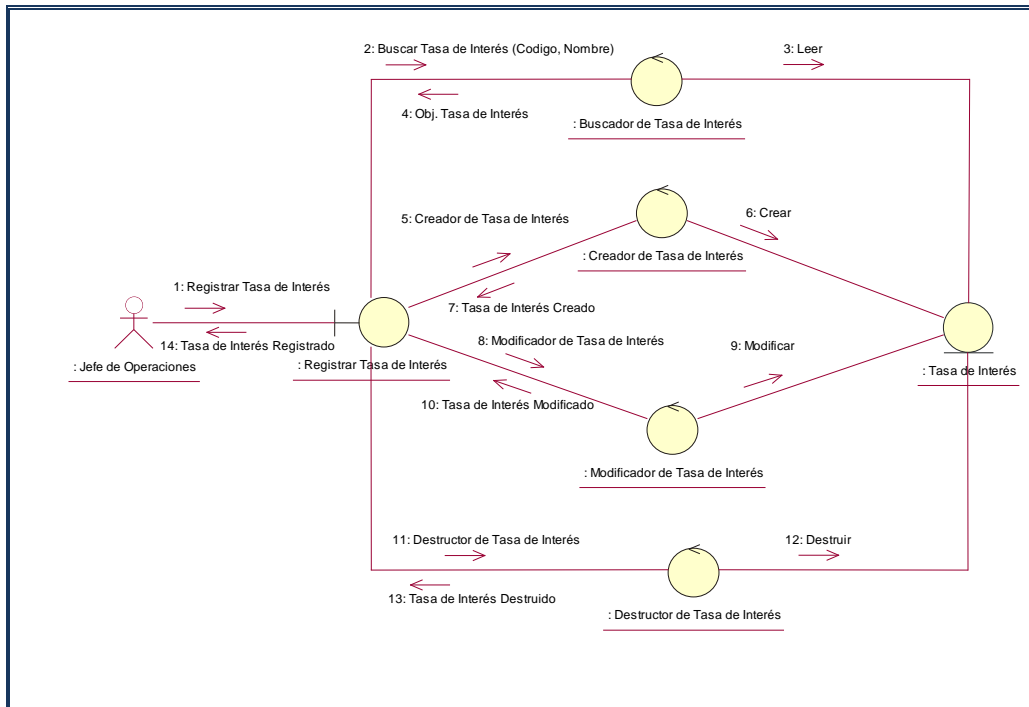 2: Buscar Tasa de Interés (Codigo, Nombre)
3: Leer
4: Obj. Tasa de Interés
: Buscador de Tasa de Interés
5: Creador de Tasa de Interés
6: Crear
: Creador de Tasa de Interés
1: Registrar Tasa de Interés
7: Tasa de Interés Creado
14: Tasa de Interés Registrado
8: Modificador de Tasa de Interés
9: Modificar
: Jefe de Operaciones
: Registrar Tasa de Interés
: Tasa de Interés
10: Tasa de Interés Modificado
: Modificador de Tasa de Interés
11: Destructor de Tasa de Interés
12: Destruir
13: Tasa de Interés Destruido
: Destructor de Tasa de Interés